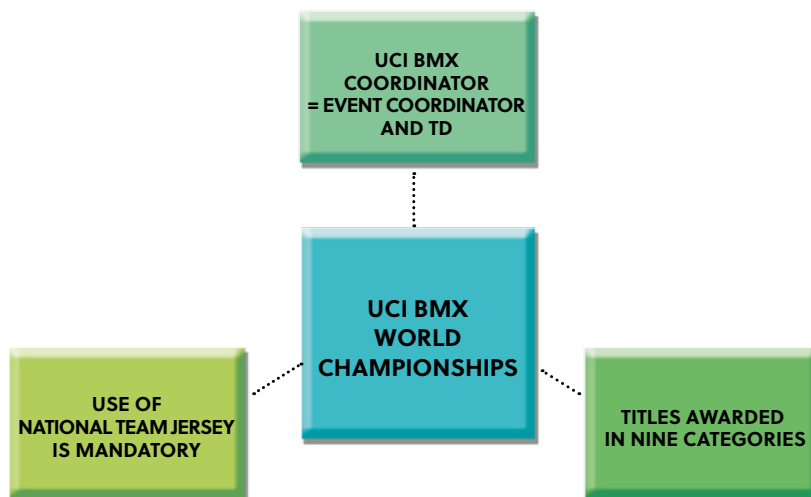 UCI BMX
COORDINATOR
= EVENT COORDINATOR
AND TD
UCI BMX
WORLD
CHAMPIONSHIPS
USE OF
NATIONAL TEAM JERSEY
IS MANDATORY
TITLES AWARDED
IN NINE CATEGORIES